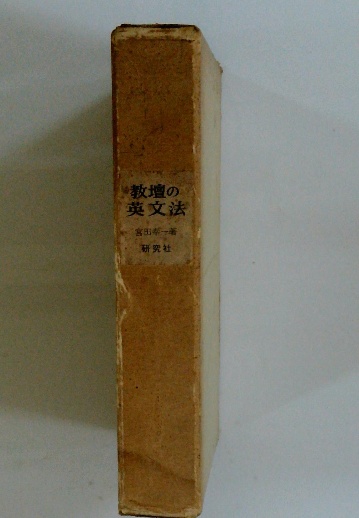 教壇の
英文法
宮田幸一著
研究社